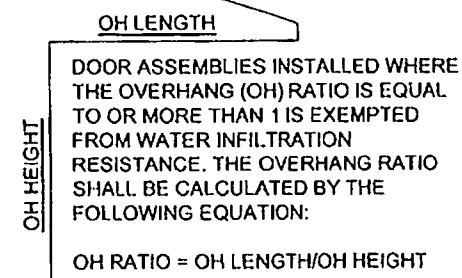 OH LENGTH
OH HEIGHT
DOOR ASSEMBLIES INSTALLED WHERE
THE OVERHANG (OH) RATIO IS EQUAL
TO OR MORE THAN 1 IS EXEMPTED
FROM WATER INFILTRATION
RESISTANCE. THE OVERHANG RATIO
SHALL BE CALCULATED BY THE
FOLLOWING EQUATION:
OH RATIO = OH LENGTH/OH HEIGHT